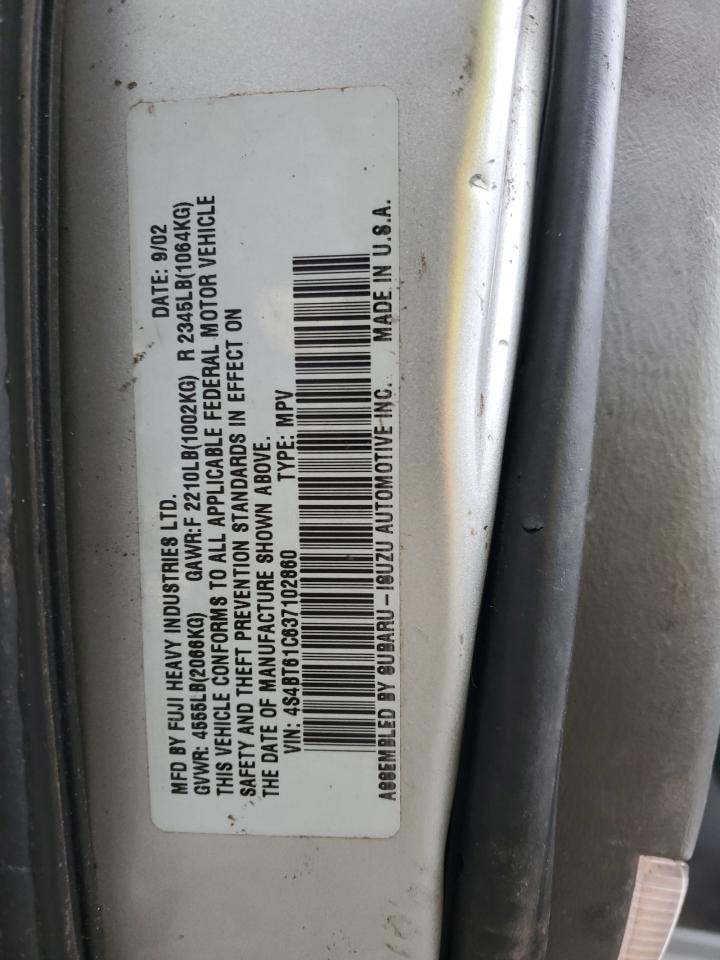 MFD BY FUJI HEAVY INDUSTRIES LTD. DATE: 9/02
GVWR: 4555LB(2066KG) GAWR:F 2210LB(1002KG) R 2345LB(1064KG)
THIS VEHICLE CONFORMS TO ALL APPLICABLE FEDERAL MOTOR VEHICLE
SAFETY AND THEFT PREVENTION STANDARDS IN EFFECT ON
THE DATE OF MANUFACTURE SHOWN ABOVE.
VIN: 4S4BT61C637102860 TYPE: MPV
ASSEMBLED BY SUBARU-ISUZU AUTOMOTIVE INC. MADE IN U.S.A.